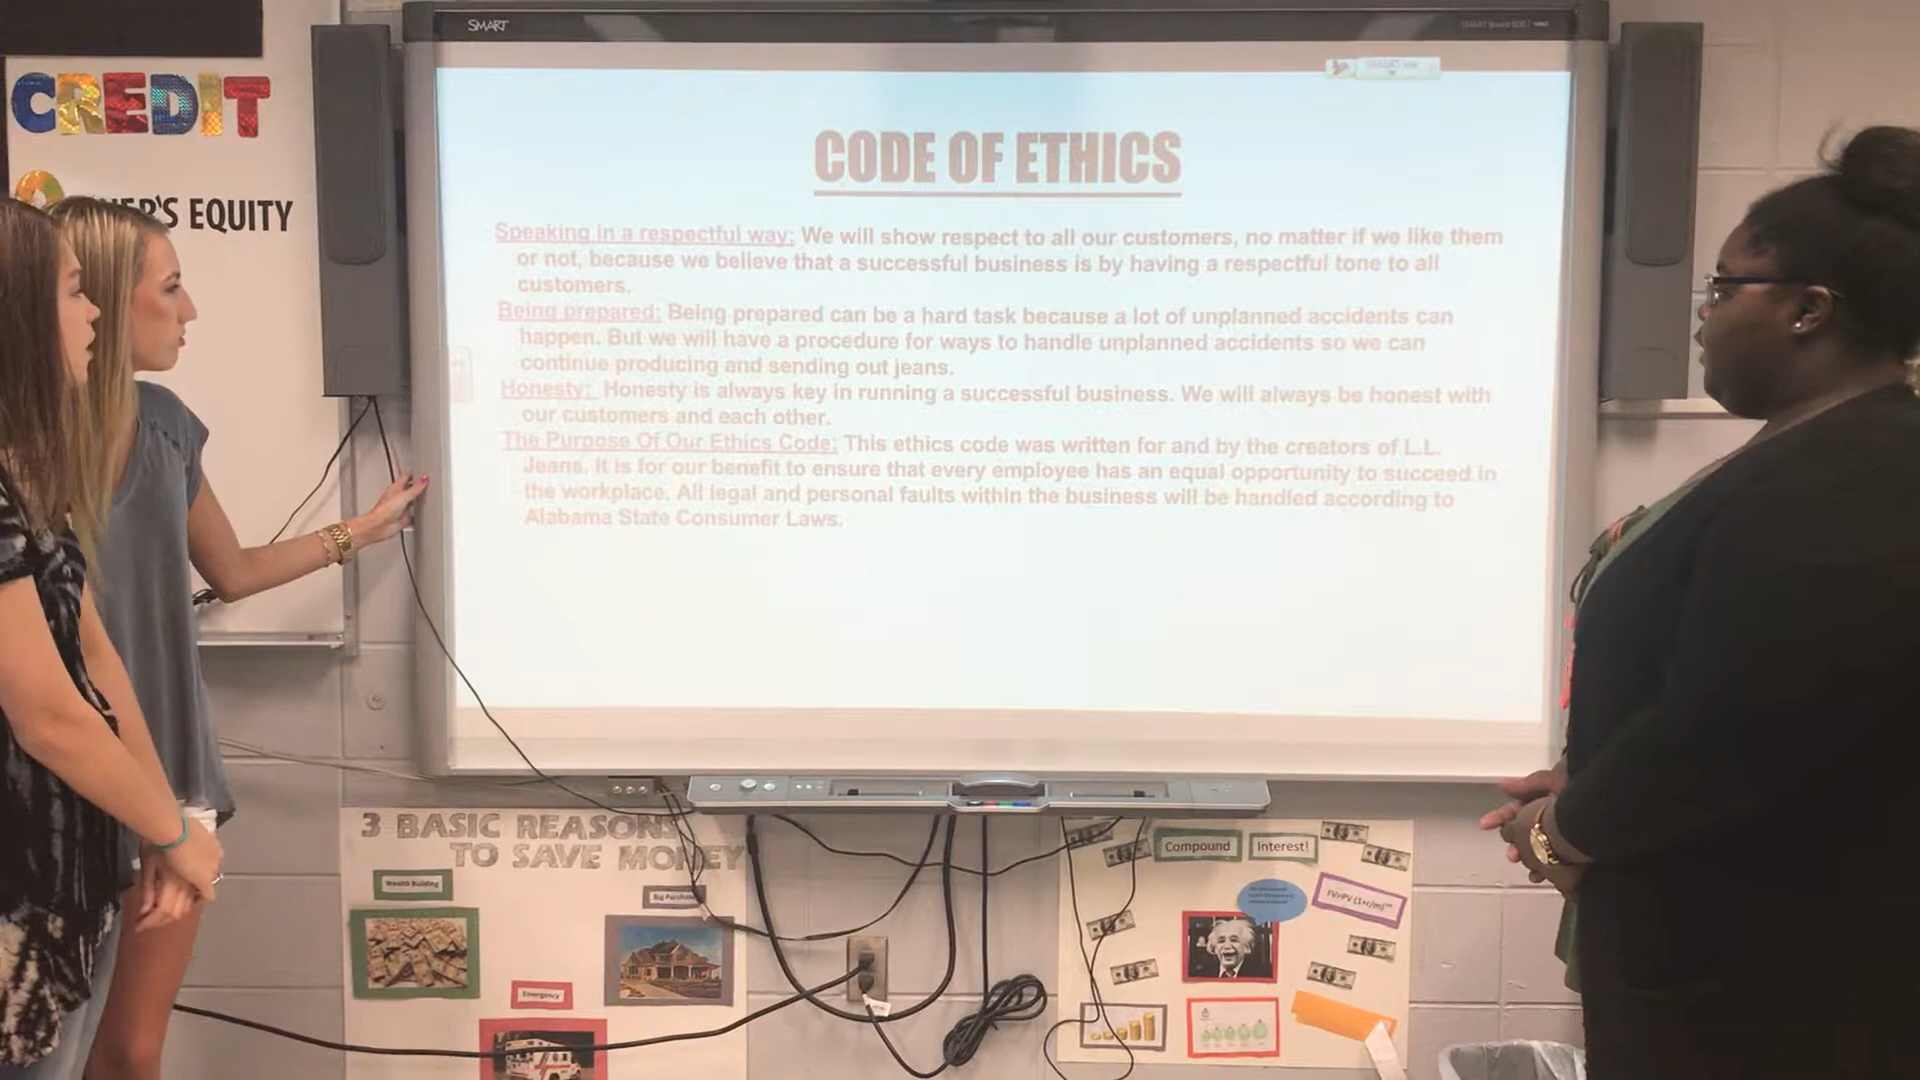 SMART
CREDIT
OWNER'S EQUITY
CODE OF ETHICS
Speaking in a respectful way: We will show respect to all our customers, no matter if we like them
or not, because we believe that a successful business is by having a respectful tone to all
customers.
Being prepared: Being prepared can be a hard task because a lot of unplanned accidents can
happen. But we will have a procedure for ways to handle unplanned accidents so we can
continue producing and sending out jeans.
Honesty: Honesty is always key in running a successful business. We will always be honest with
our customers and each other.
The Purpose Of Our Ethics Code: This ethics code was written for and by the creators of L.L.
Jeans. It is for our benefit to ensure that every employee has an equal opportunity to succeed in
the workplace. All legal and personal faults within the business will be handled according to
Alabama State Consumer Laws.
3 BASIC REASONS
TO SAVE MONEY
Wealth Building
Big Purchase
Emergency
Compound Interest!